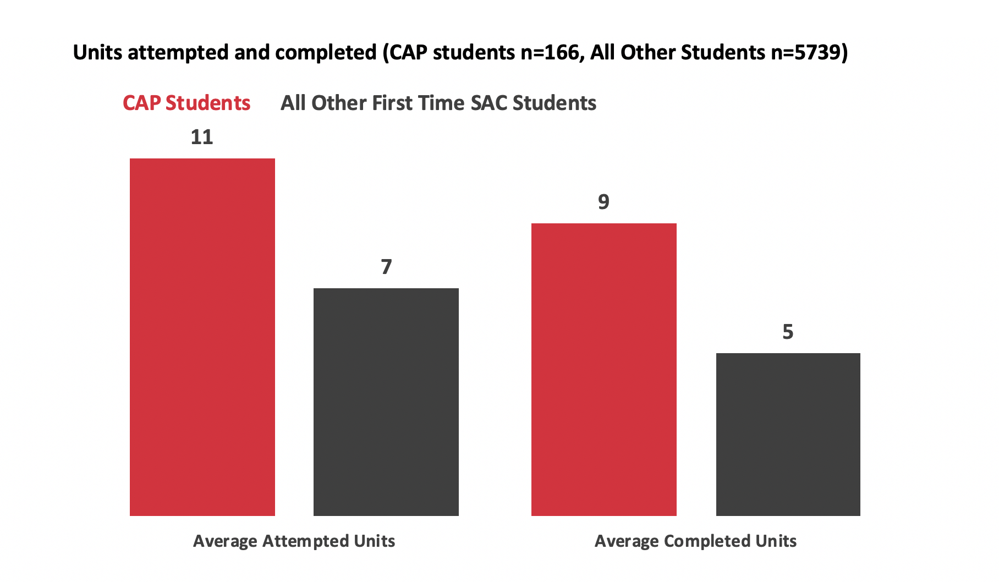 Units attempted and completed (CAP students n=166, All Other Students n=5739)
CAP Students All Other First Time SAC Students
11
9
7
5
Average Attempted Units Average Completed Units